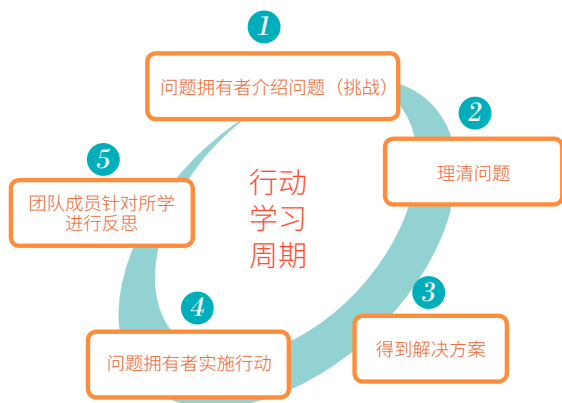 1
问题拥有者介绍问题（挑战）
2
理清问题
3
得到解决方案
4
问题拥有者实施行动
5
团队成员针对所学
进行反思
行动
学习
周期